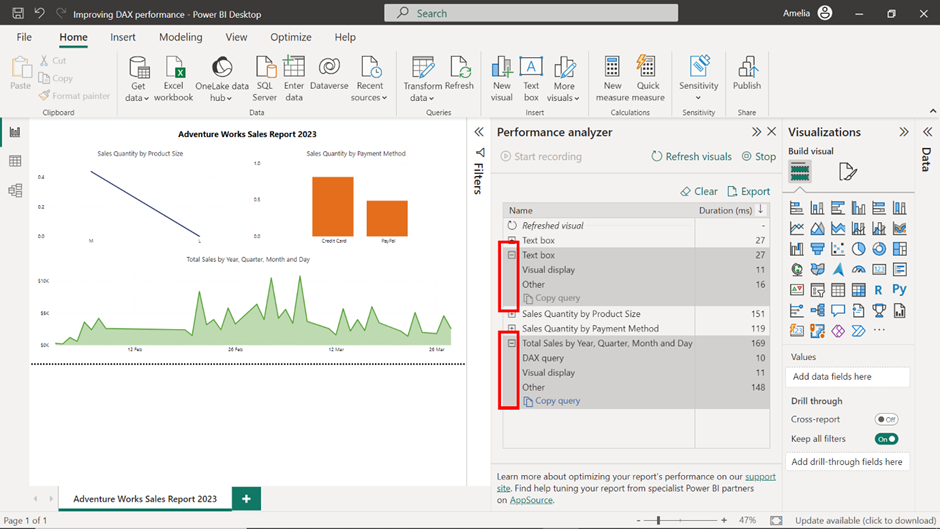 Improving DAX performance - Power BI Desktop
Search
Amelia
File Home Insert Modeling View Optimize Help
Paste
Cut
Copy
Format painter
Clipboard
Get data
Excel workbook
OneLake data hub
SQL Server
Enter data
Dataverse
Recent sources
Data
Transform data
Refresh
Queries
New visual
Text box
More visuals
Insert
New measure
Quick measure
Calculations
Sensitivity
Sensitivity
Publish
Share
Adventure Works Sales Report 2023
Sales Quantity by Product Size
0.4
0.2
0.0
M L
Sales Quantity by Payment Method
1.0
0.5
0.0
Credit Card PayPal
Total Sales by Year, Quarter, Month and Day
$10K
$5K
$0K
12 Feb 26 Feb 12 Mar 26 Mar
Filters
Performance analyzer
Start recording Refresh visuals Stop
Clear Export
Name Duration (ms)
Refreshed visual -
Text box 27
Text box 27
Visual display 11
Other 16
Copy query
Sales Quantity by Product Size 151
Sales Quantity by Payment Method 119
Total Sales by Year, Quarter, Month and Day 169
DAX query 10
Visual display 11
Other 148
Copy query
Learn more about optimizing your report's performance on our support
site. Find help tuning your report from specialist Power BI partners
on AppSource.
Visualizations
Build visual
R Py
Values
Add data fields here
Drill through
Cross-report Off
Keep all filters On
Add drill-through fields here
Data
Adventure Works Sales Report 2023
Page 1 of 1
- + 47% Update available (click to download)